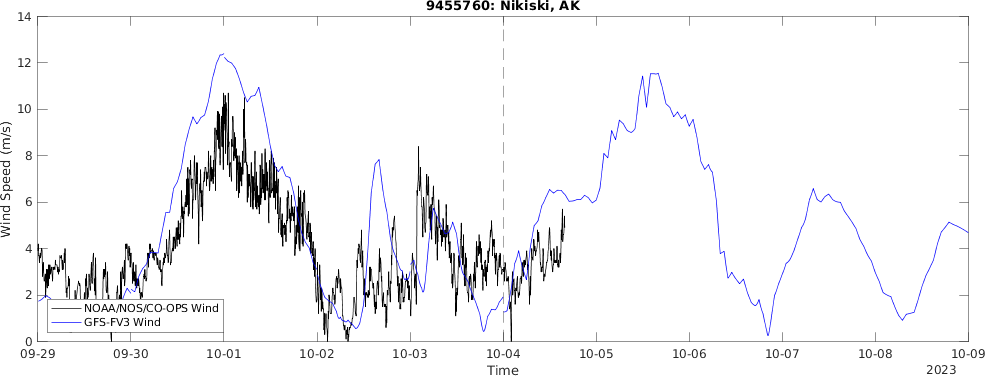 9455760: Nikiski, AK
Wind Speed (m/s)
14
12
10
8
6
4
2
0
NOAA/NOS/CO-OPS Wind
GFS-FV3 Wind
09-29 09-30 10-01 10-02 10-03 10-04 10-05 10-06 10-07 10-08 10-09
Time
2023